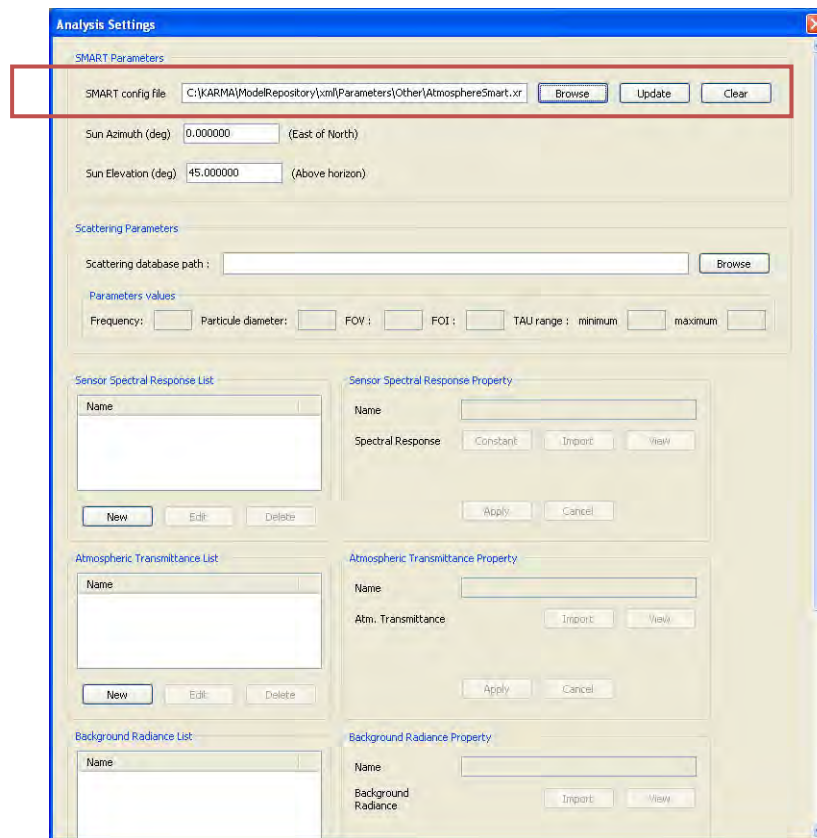 Analysis Settings
SMART Parameters
SMART config file C:\KARMA\ModelRepository\xml\Parameters\Other\AtmosphereSmart.xr Browse Update Clear
Sun Azimuth (deg) 0.000000 (East of North)
Sun Elevation (deg) 45.000000 (Above horizon)
Scattering Parameters
Scattering database path : Browse
Parameters values
Frequency: Particule diameter: FOV : FOI : TAU range : minimum maximum
Sensor Spectral Response List Sensor Spectral Response Property
Name Name
Spectral Response Constant Import View
New Edit Delete Apply Cancel
Atmospheric Transmittance List Atmospheric Transmittance Property
Name Name
Atm. Transmittance Import View
New Edit Delete Apply Cancel
Background Radiance List Background Radiance Property
Name Name
Background
Radiance Import View